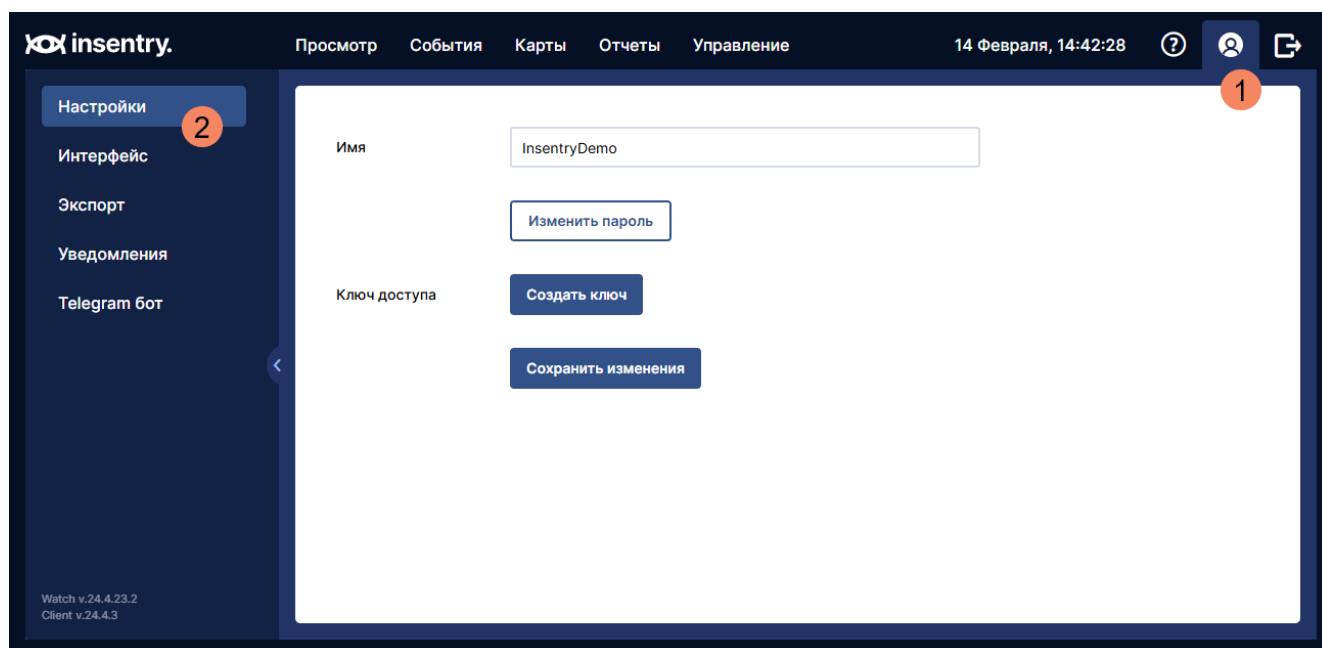 insentry. Просмотр События Карты Отчеты Управление 14 Февраля, 14:42:28 ?
1
Настройки
2
Интерфейс
Экспорт
Уведомления
Telegram бот
Имя InsentryDemo
Изменить пароль
Ключ доступа Создать ключ
Сохранить изменения
Watch v.24.4.23.2
Client v.24.4.3